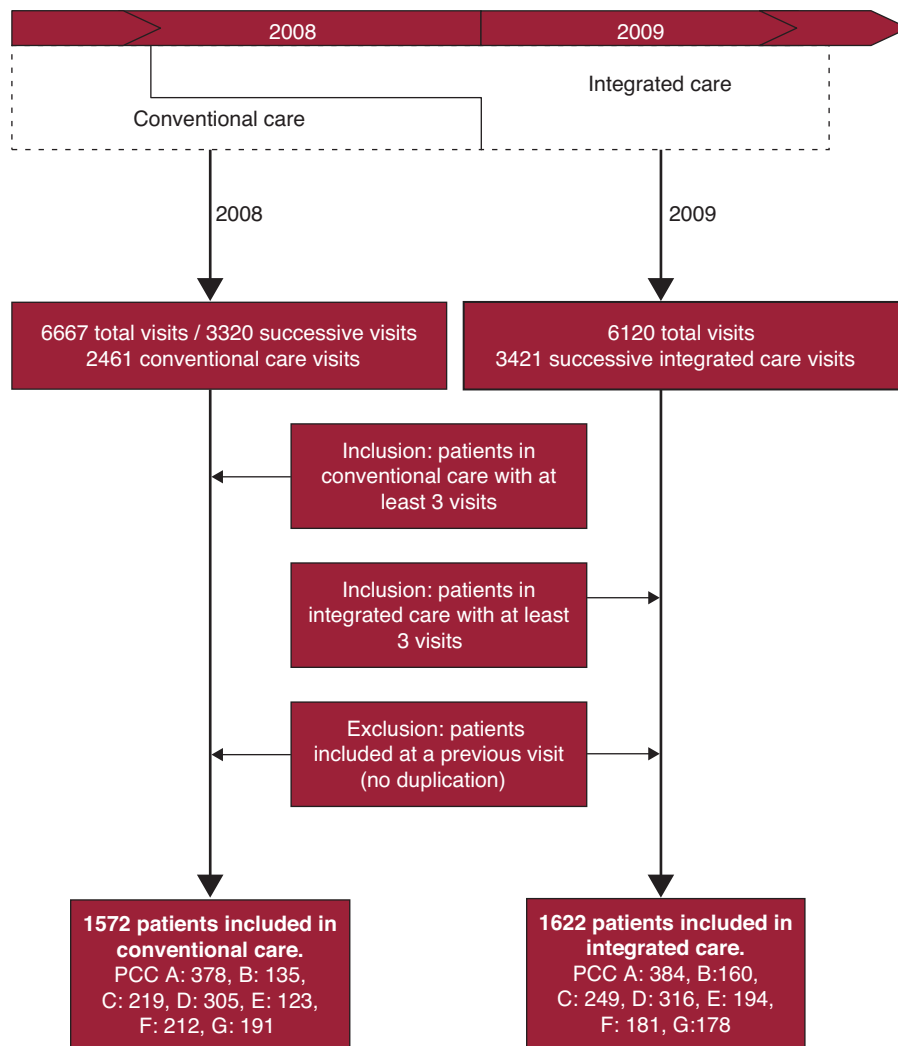 2008
2009
Integrated care
Conventional care
2008
2009
6667 total visits / 3320 successive visits
2461 conventional care visits
6120 total visits
3421 successive integrated care visits
Inclusion: patients in
conventional care with at
least 3 visits
Inclusion: patients in
integrated care with at least
3 visits
Exclusion: patients
included at a previous visit
(no duplication)
1572 patients included in
conventional care.
PCC A: 378, B: 135,
C: 219, D: 305, E: 123,
F: 212, G: 191
1622 patients included in
integrated care.
PCC A: 384, B:160,
C: 249, D: 316, E: 194,
F: 181, G:178